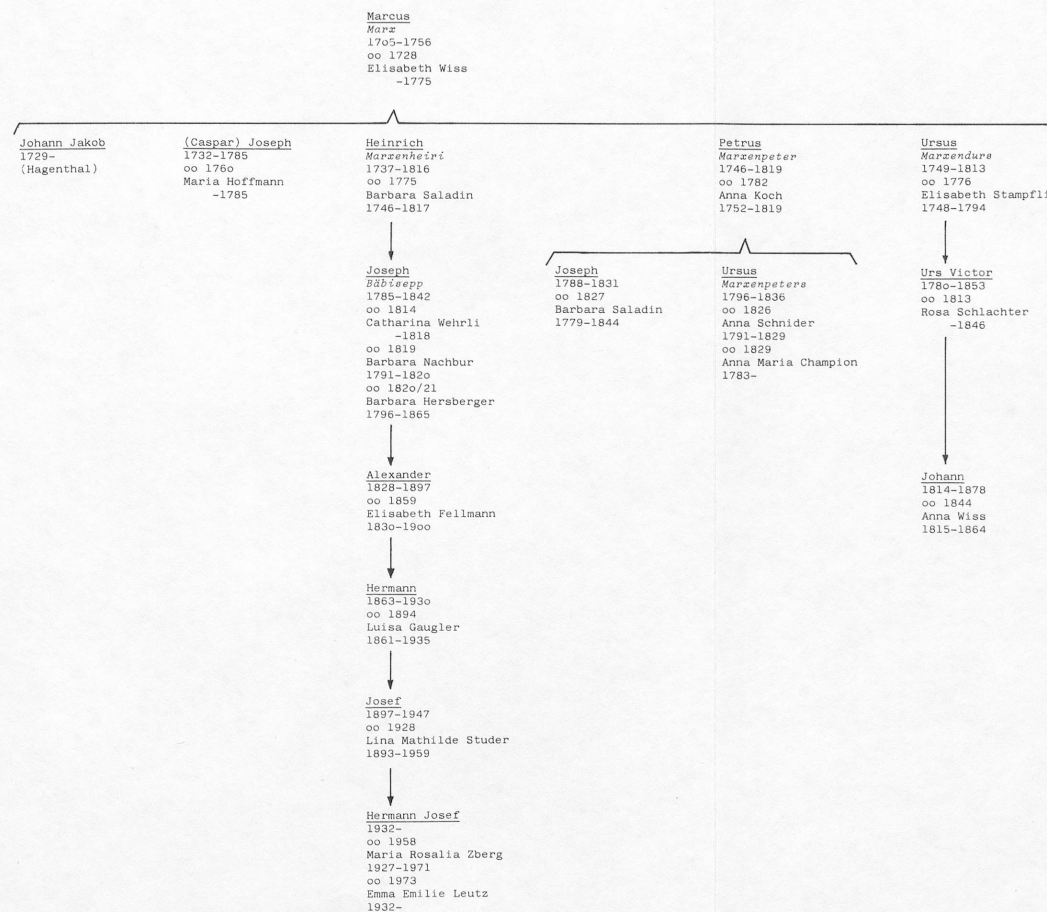 Marcus
Marx
17o5-1756
oo 1728
Elisabeth Wiss
-1775
Johann Jakob
1729-
(Hagenthal)
(Caspar) Joseph
1732-1785
oo 176o
Maria Hoffmann
-1785
Heinrich
Marxenheiri
1737-1816
oo 1775
Barbara Saladin
1746-1817
Petrus
Marxenpeter
1746-1819
oo 1782
Anna Koch
1752-1819
Ursus
Marxendurs
1749-1813
oo 1776
Elisabeth Stampfli
1748-1794
Joseph
Bäbisepp
1785-1842
oo 1814
Catharina Wehrli
-1818
oo 1819
Barbara Nachbur
1791-182o
oo 182o/21
Barbara Hersberger
1796-1865
Joseph
1788-1831
oo 1827
Barbara Saladin
1779-1844
Ursus
Marxenpeters
1796-1836
oo 1826
Anna Schnider
1791-1829
oo 1829
Anna Maria Champion
1783-
Urs Victor
178o-1853
oo 1813
Rosa Schlachter
-1846
Alexander
1828-1897
oo 1859
Elisabeth Fellmann
183o-19oo
Johann
1814-1878
oo 1844
Anna Wiss
1815-1864
Hermann
1863-193o
oo 1894
Luisa Gaugler
1861-1935
Josef
1897-1947
oo 1928
Lina Mathilde Studer
1893-1959
Hermann Josef
1932-
oo 1958
Maria Rosalia Zberg
1927-1971
oo 1973
Emma Emilie Leutz
1932-